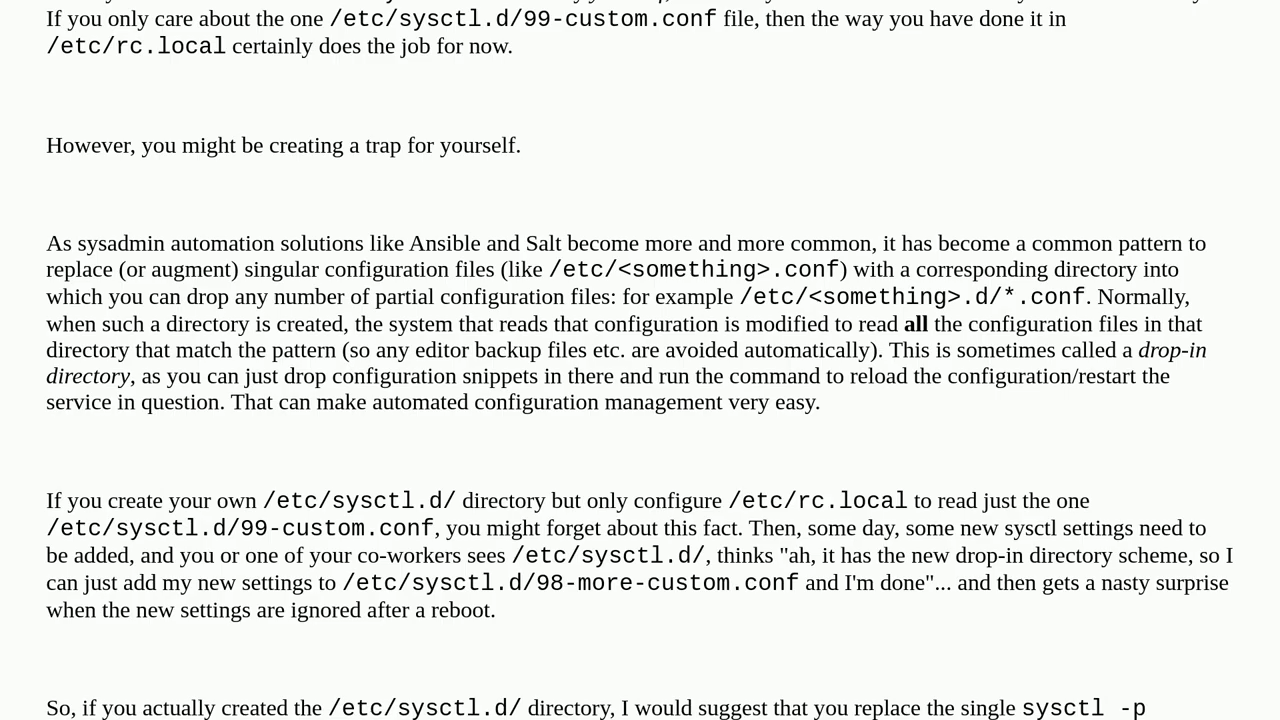 If you only care about the one /etc/sysctl.d/99-custom.conf file, then the way you have done it in
/etc/rc.local certainly does the job for now.
However, you might be creating a trap for yourself.
As sysadmin automation solutions like Ansible and Salt become more and more common, it has become a common pattern to
replace (or augment) singular configuration files (like /etc/<something>.conf) with a corresponding directory into
which you can drop any number of partial configuration files: for example /etc/<something>.d/*.conf. Normally,
when such a directory is created, the system that reads that configuration is modified to read all the configuration files in that
directory that match the pattern (so any editor backup files etc. are avoided automatically). This is sometimes called a drop-in
directory, as you can just drop configuration snippets in there and run the command to reload the configuration/restart the
service in question. That can make automated configuration management very easy.
If you create your own /etc/sysctl.d/ directory but only configure /etc/rc.local to read just the one
/etc/sysctl.d/99-custom.conf, you might forget about this fact. Then, some day, some new sysctl settings need to
be added, and you or one of your co-workers sees /etc/sysctl.d/, thinks "ah, it has the new drop-in directory scheme, so I
can just add my new settings to /etc/sysctl.d/98-more-custom.conf and I'm done"... and then gets a nasty surprise
when the new settings are ignored after a reboot.
So, if you actually created the /etc/sysctl.d/ directory, I would suggest that you replace the single sysctl -p